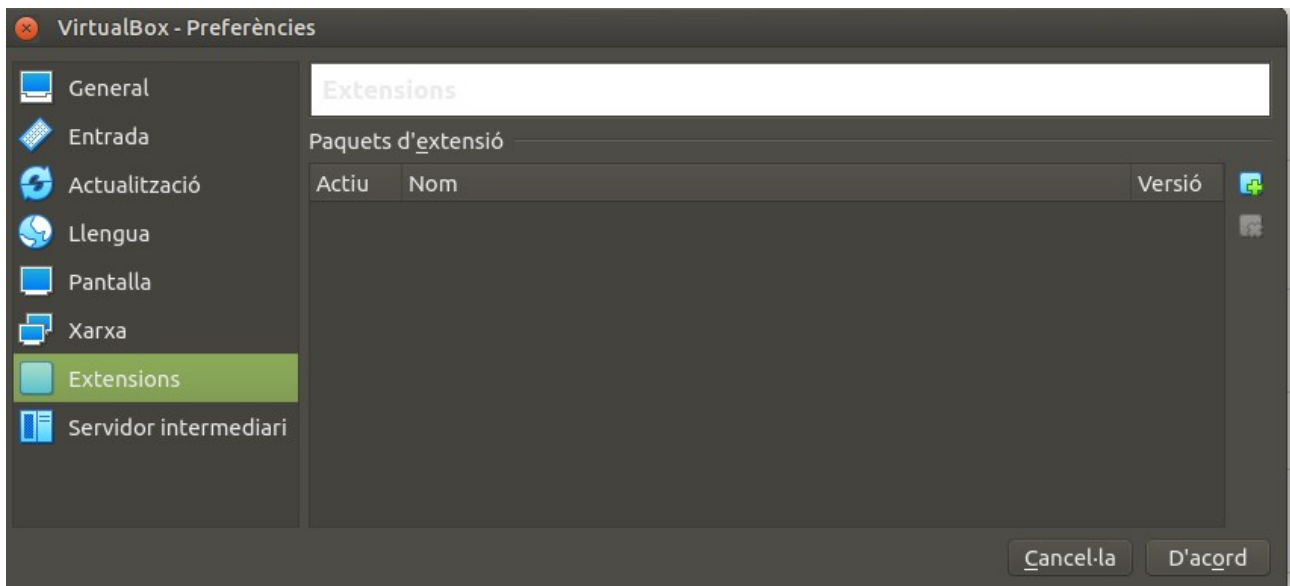 VirtualBox - Preferències
General
Entrada
Actualització
Llengua
Pantalla
Xarxa
Extensions
Servidor intermediari
Extensions
Paquets d'extensió
Actiu Nom Versió
Cancel·la D'acord